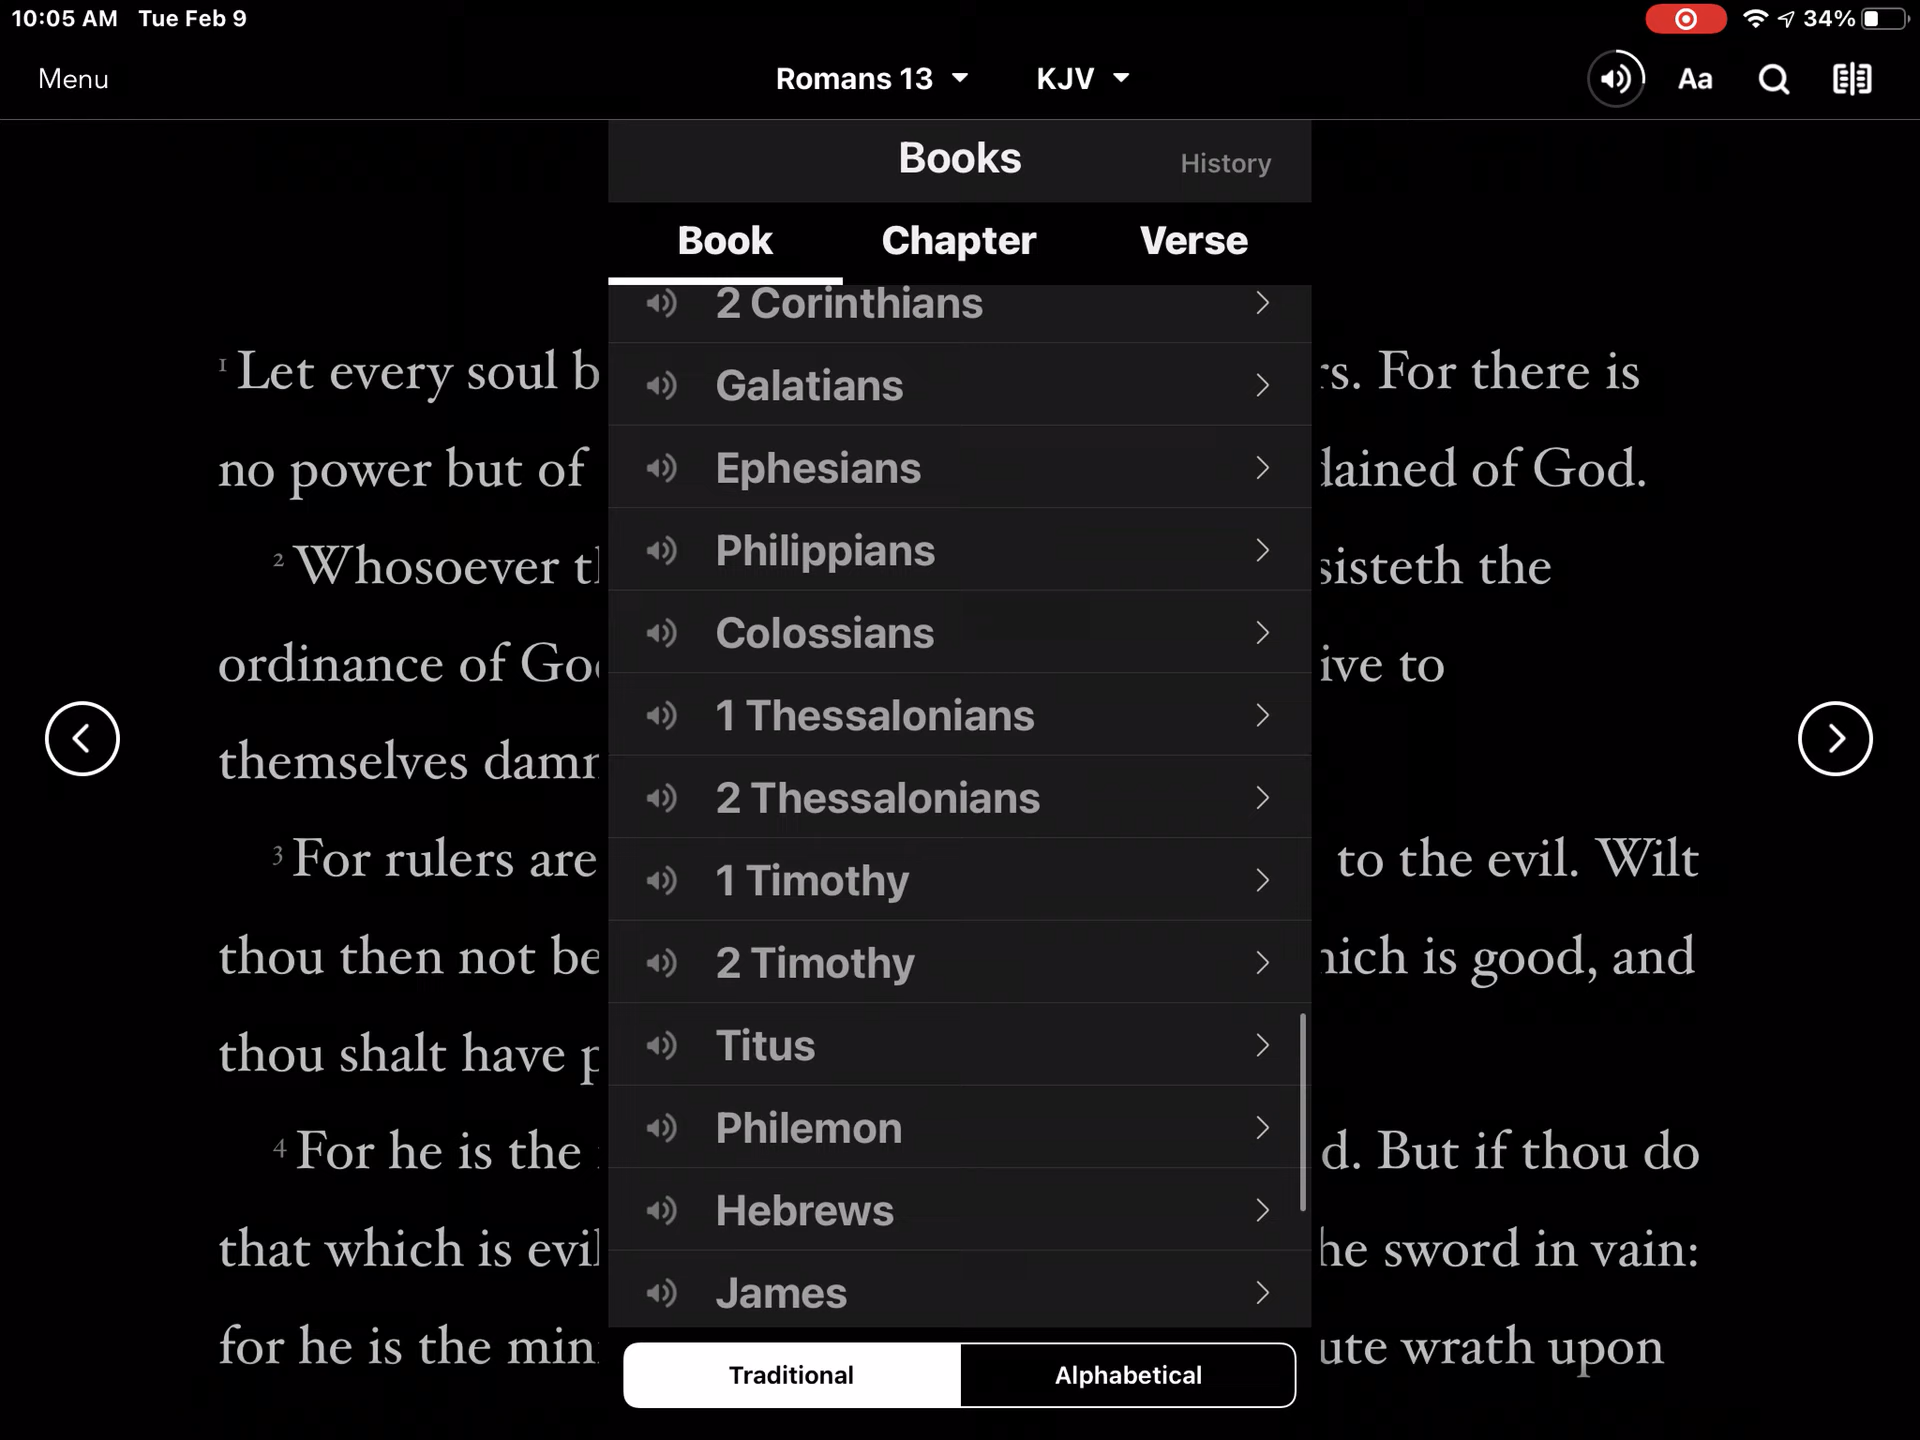 10:05 AM Tue Feb 9 34%
Menu Romans 13 KJV Aa
Books History
Book Chapter Verse
2 Corinthians
Galatians
Ephesians
Philippians
Colossians
1 Thessalonians
2 Thessalonians
1 Timothy
2 Timothy
Titus
Philemon
Hebrews
James
Traditional Alphabetical
1 Let every soul b rs. For there is
no power but of dained of God.
2 Whosoever th sisteth the
ordinance of Go ive to
themselves dam
3 For rulers are to the evil. Wilt
thou then not be hich is good, and
thou shalt have p
4 For he is the d. But if thou do
that which is evil he sword in vain:
for he is the min ute wrath upon